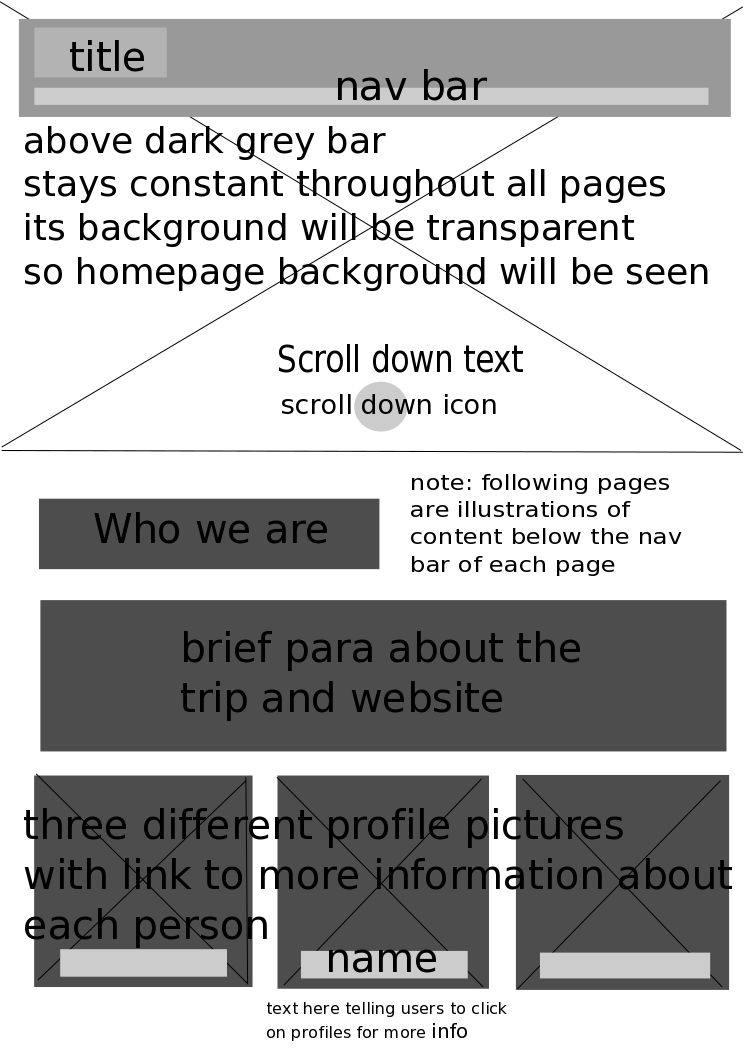 title
nav bar
above dark grey bar
stays constant throughout all pages
its background will be transparent
so homepage background will be seen
Scroll down text
scroll down icon
note: following pages
are illustrations of
content below the nav
bar of each page
Who we are
brief para about the
trip and website
three different profile pictures
with link to more information about
each person
name
text here telling users to click
on profiles for more info